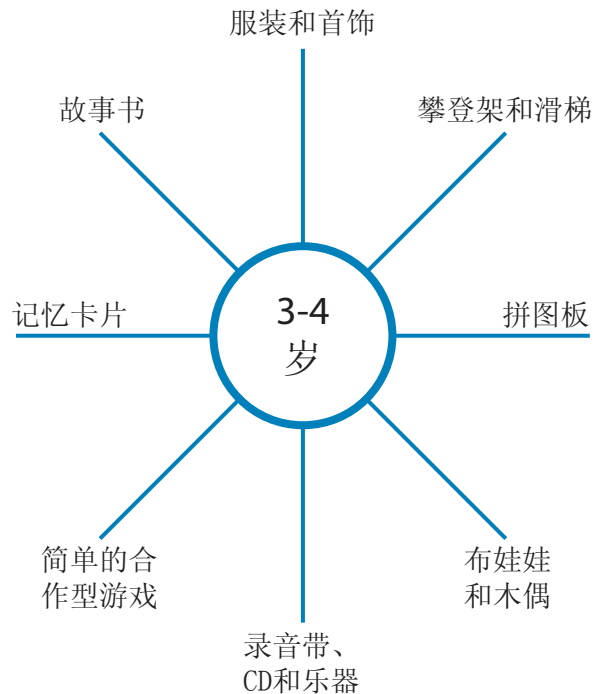 服装和首饰
故事书
攀登架和滑梯
记忆卡片
3-4
岁
拼图板
简单的合
作型游戏
布娃娃
和木偶
录音带、
CD和乐器